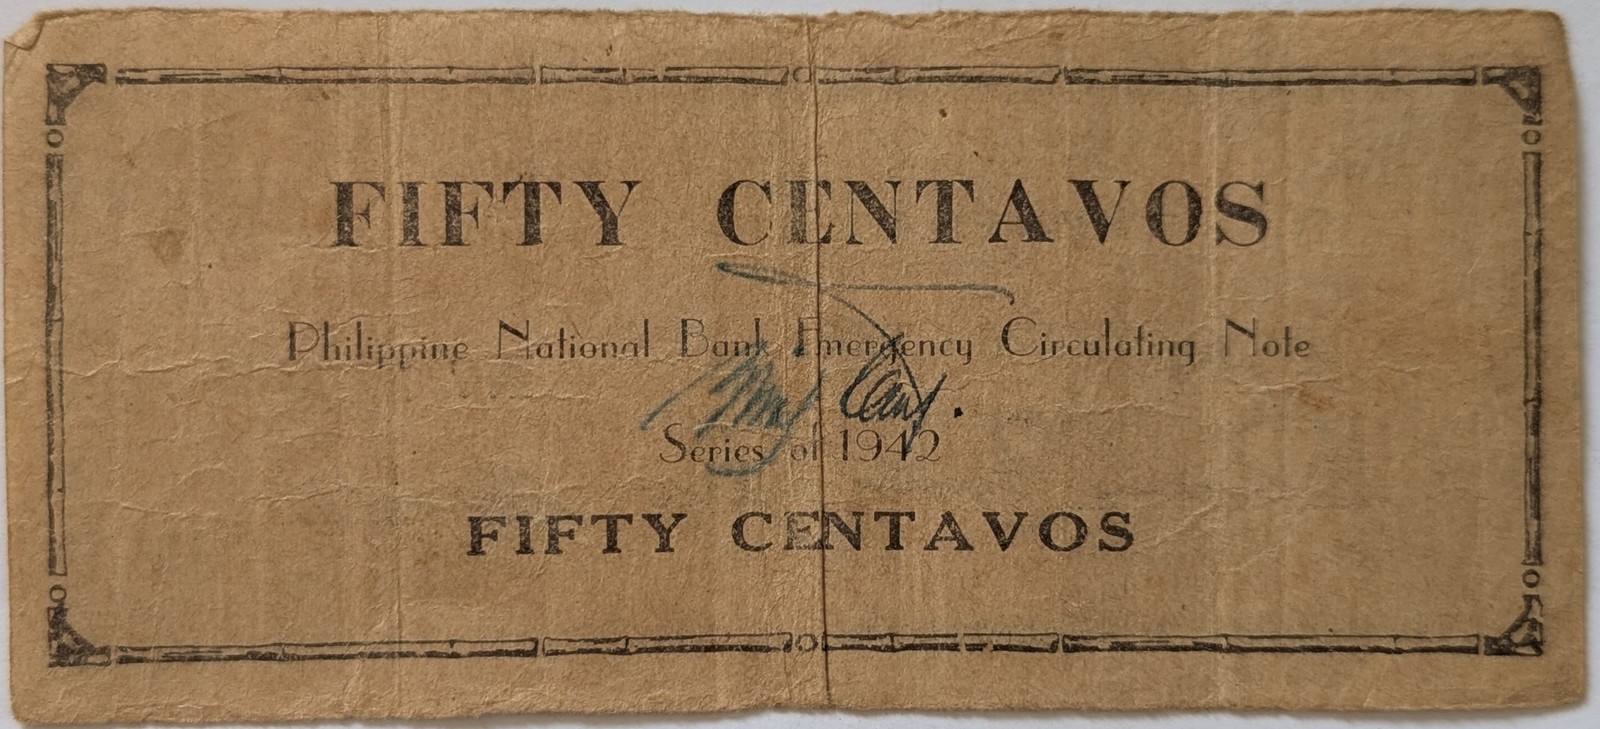 FIFTY CENTAVOS
Philippine National Bank Emergency Circulating Note
Series of 1942
FIFTY CENTAVOS